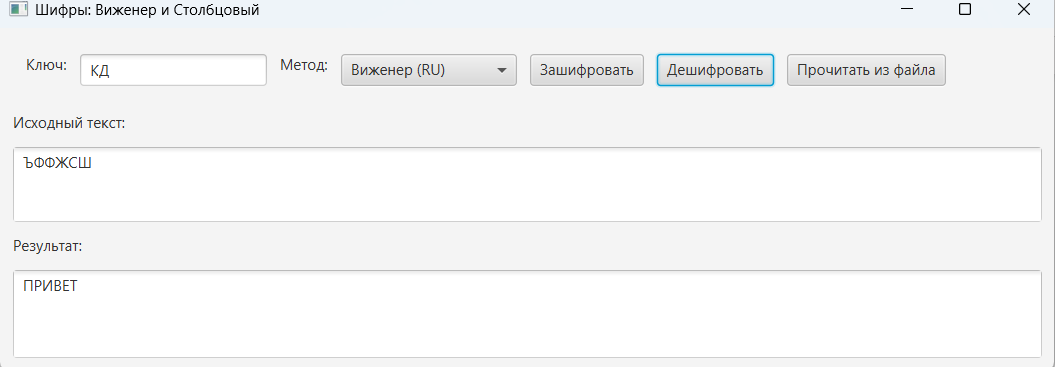 Шифры: Виженер и Столбцовый
Ключ: КД Метод: Виженер (RU) Зашифровать Дешифровать Прочитать из файла
Исходный текст:
ЪФФЖСШ
Результат:
ПРИВЕТ